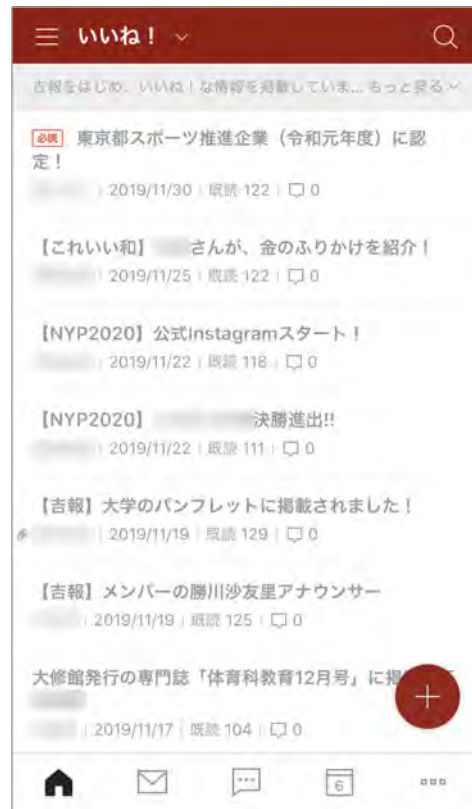 いいね！
吉報をはじめ、いいね！な情報を掲載していま... もっと見る
必読 東京都スポーツ推進企業（令和元年度）に認
定！
2019/11/30 | 既読 122 | 0
【これいい和】 さんが、金のふりかけを紹介！
2019/11/25 | 既読 122 | 0
【NYP2020】公式Instagramスタート！
2019/11/22 | 既読 118 | 0
【NYP2020】 決勝進出!!
2019/11/22 | 既読 111 | 0
【吉報】大学のパンフレットに掲載されました！
2019/11/19 | 既読 129 | 0
【吉報】メンバーの勝川沙友里アナウンサー
2019/11/19 | 既読 125 | 0
大修館発行の専門誌「体育科教育12月号」に掲
2019/11/17 | 既読 104 | 0
6